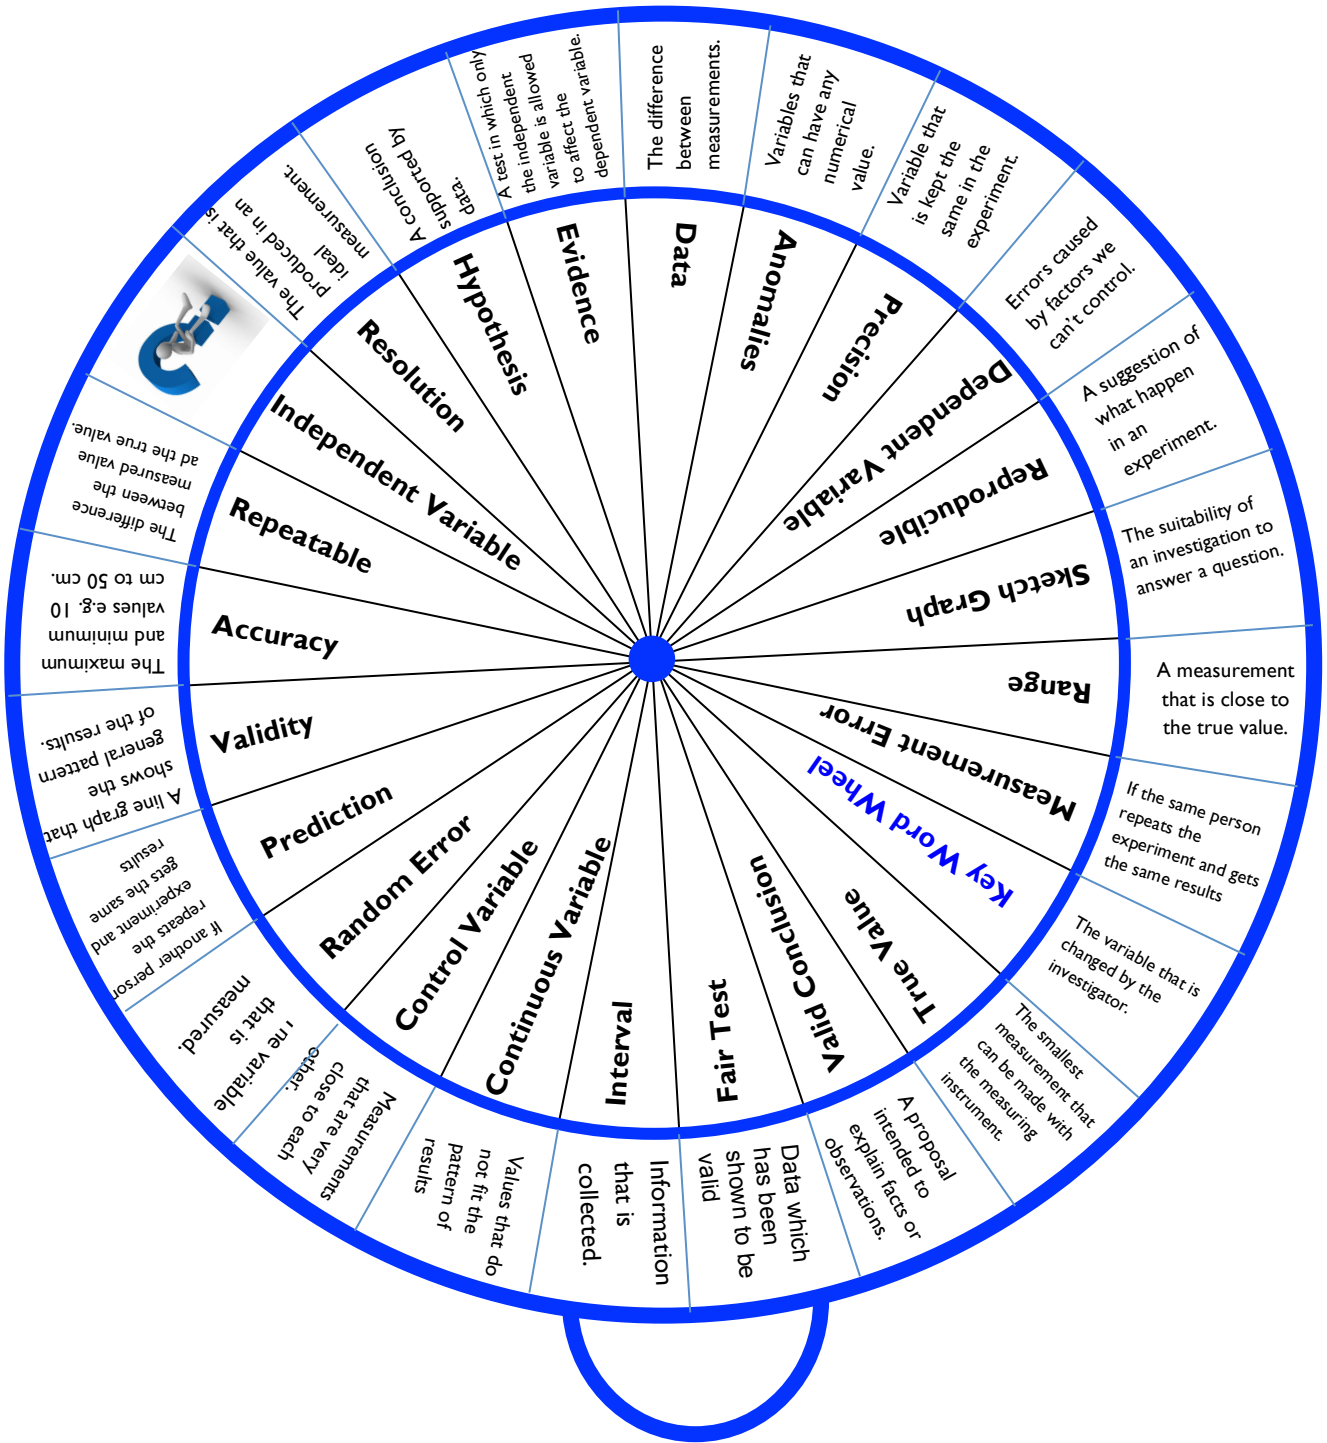 The difference
between
measurements.
Variables that
can have any
numerical
value.
Variable that
is kept the
same in the
experiment.
Errors caused
by factors we
can't control.
A suggestion of
what happen
in an
experiment.
The suitability of
an investigation to
answer a question.
A measurement
that is close to
the true value.
If the same person
repeats the
experiment and gets
the same results
The variable that is
changed by the
investigator.
The smallest
measurement that
can be made with
the measuring
instrument.
A proposal
intended to
explain facts or
observations.
Data which
has been
shown to be
valid
Information
that is
collected.
Values that do
not fit the
pattern of
results
Measurements
that are very
close to each
other.
The variable
that is
measured.
If another person
repeats the
experiment and
gets the same
results
A line graph that
shows the
general pattern
of the results.
The maximum
and minimum
values e.g. 10
cm to 50 cm.
The difference
between the
measured value
ad the true value.
The value that is
produced in an
ideal
measurement.
A conclusion
supported by
data.
A test in which only
the independent
variable is allowed
to affect the
dependent variable.
Data
Anomalies
Precision
Dependent Variable
Reproducible
Sketch Graph
Range
Measurement Error
Key Word Wheel
True Value
Valid Conclusion
Fair Test
Interval
Continuous Variable
Control Variable
Random Error
Prediction
Validity
Accuracy
Repeatable
Independent Variable
Resolution
Hypothesis
Evidence